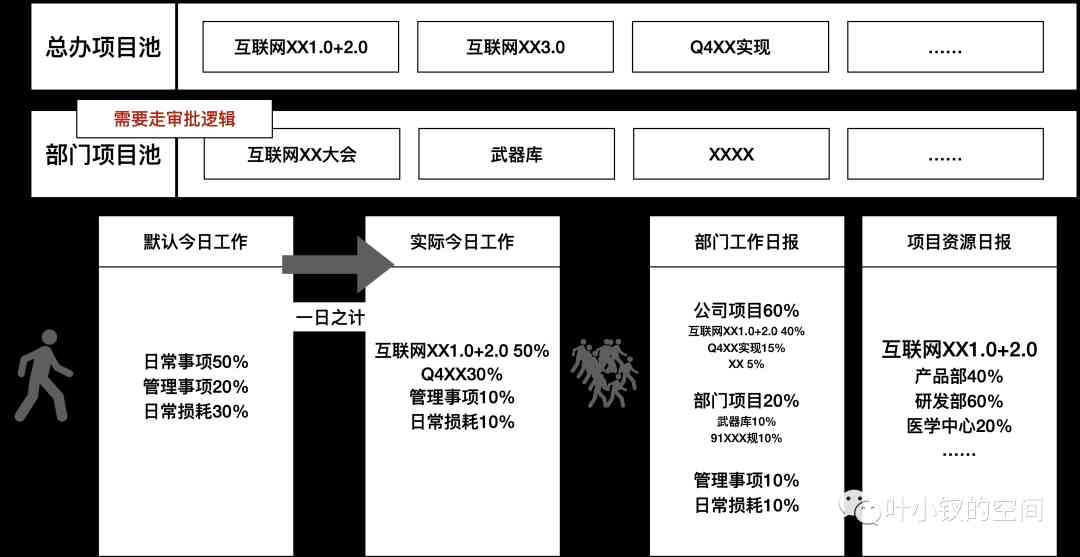 总办项目池
互联网XX1.0+2.0
互联网XX3.0
Q4XX实现
……
需要走审批逻辑
部门项目池
互联网XX大会
武器库
XXXX
……
默认今日工作
日常事项50%
管理事项20%
日常损耗30%
一日之计
实际今日工作
互联网XX1.0+2.0 50%
Q4XX30%
管理事项10%
日常损耗10%
部门工作日报
公司项目60%
互联网XX1.0+2.0 40%
Q4XX实现15%
XX 5%
部门项目20%
武器库10%
91XXX规10%
管理事项10%
日常损耗10%
项目资源日报
互联网XX1.0+2.0
产品部40%
研发部60%
医学中心20%
……
叶小钗的空间